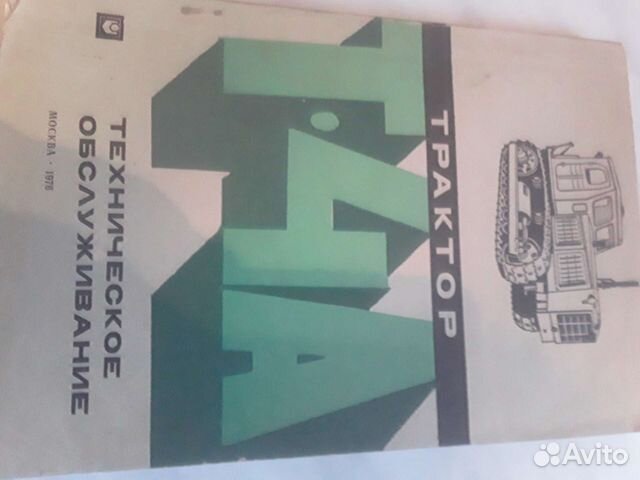 ТРАКТОР
Т·4А
ТЕХНИЧЕСКОЕ
ОБСЛУЖИВАНИЕ
МОСКВА · 1976
Avito